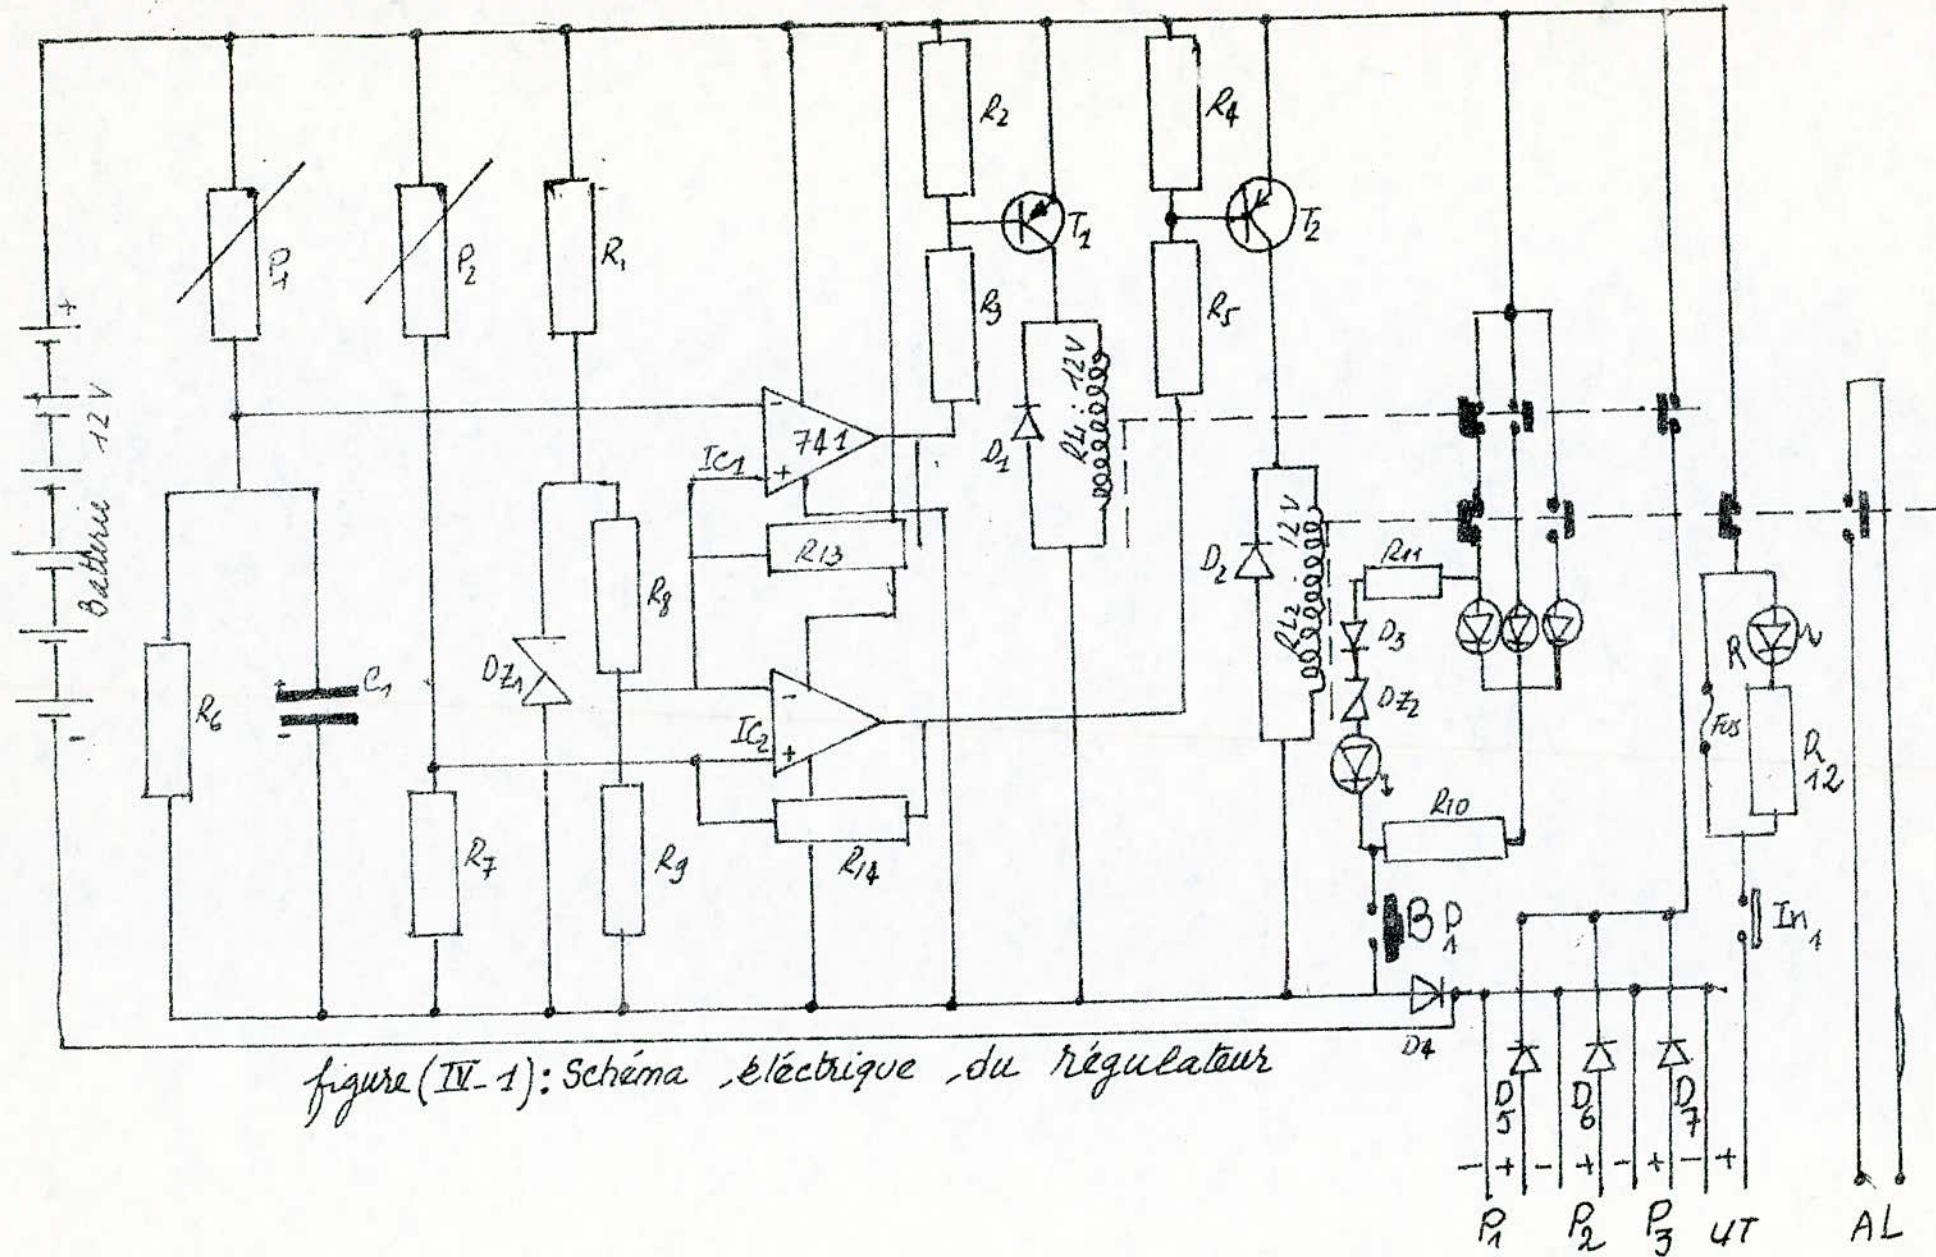 R2
R4
P1
P2
R1
T1
T2
R3
R5
+
Batterie 12V
-
741
+
IC1
D1
RL1: 12V
R13
R11
D2
RL2: 12V
R8
D3
DZ1
DZ2
R
R6
+
C1
-
-
IC2
+
Fus
R12
R7
R9
R14
R10
BP1
In1
D4
figure (IV-1): Schéma éléctrique du régulateur
D5
D6
D7
- + - + - + - +
P1
P2
P3
UT
AL